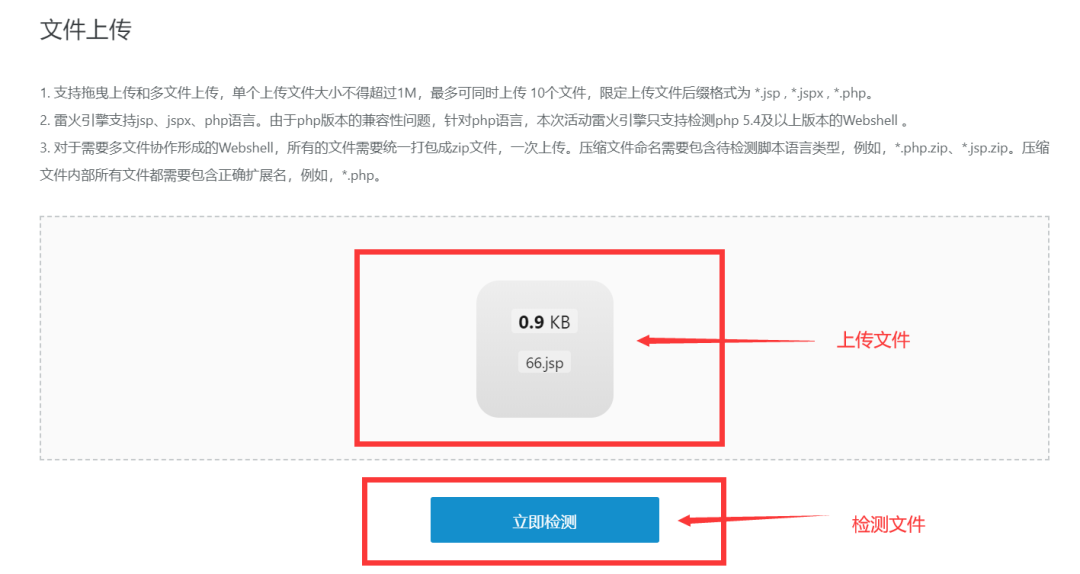 文件上传
1. 支持拖曳上传和多文件上传，单个上传文件大小不得超过1M，最多可同时上传 10个文件，限定上传文件后缀格式为 *.jsp , *.jspx , *.php。
2. 雷火引擎支持jsp、jspx、php语言。由于php版本的兼容性问题，针对php语言，本次活动雷火引擎只支持检测php 5.4及以上版本的Webshell 。
3. 对于需要多文件协作形成的Webshell，所有的文件需要统一打包成zip文件，一次上传。压缩文件命名需要包含待检测脚本语言类型，例如，*.php.zip、*.jsp.zip。压缩
文件内部所有文件都需要包含正确扩展名，例如，*.php。
0.9 KB
上传文件
66.jsp
立即检测
检测文件